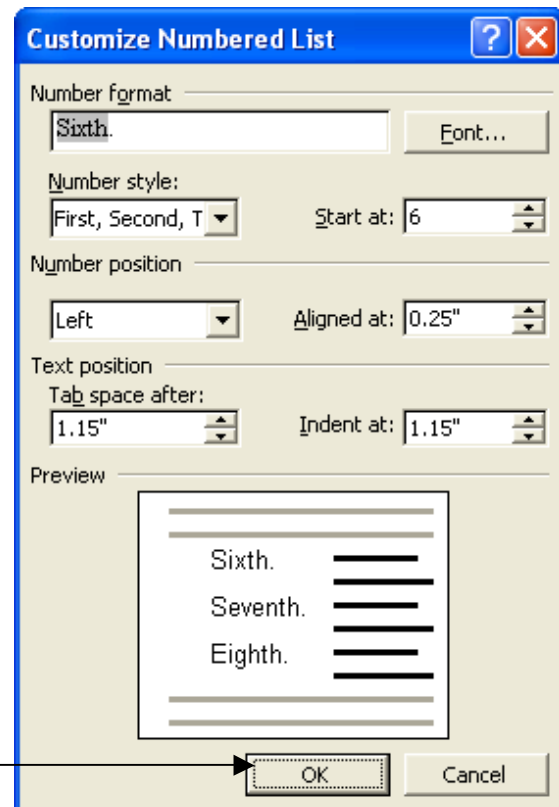 Customize Numbered List
Number format
Sixth.
Font...
Number style:
First, Second, T
Start at: 6
Number position
Left
Aligned at: 0.25"
Text position
Tab space after:
1.15"
Indent at: 1.15"
Preview
Sixth.
Seventh.
Eighth.
OK Cancel